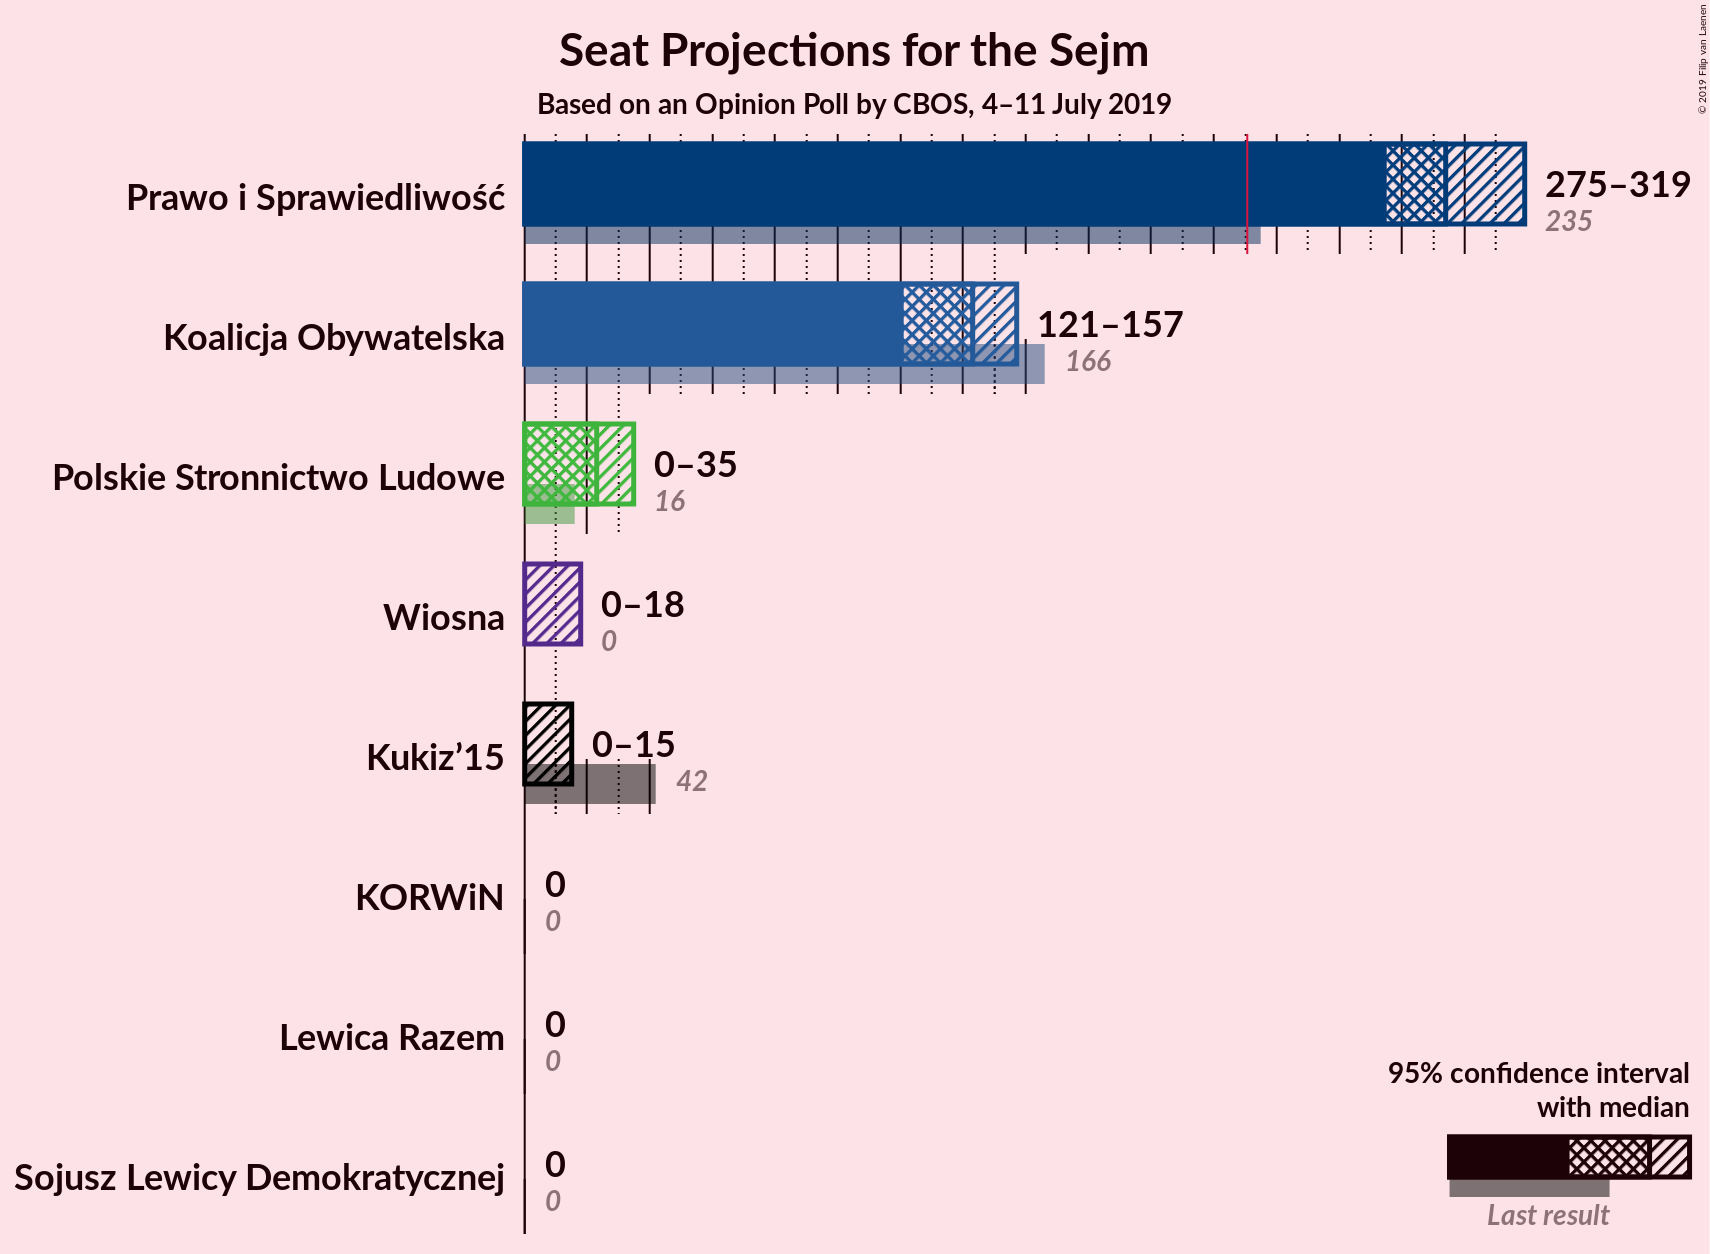 Seat Projections for the Sejm
Based on an Opinion Poll by CBOS, 4–11 July 2019
© 2019 Filip van Laenen
Prawo i Sprawiedliwość
275–319
235
Koalicja Obywatelska
121–157
166
Polskie Stronnictwo Ludowe
0–35
16
Wiosna
0–18
0
Kukiz’15
0–15
42
KORWiN
0
0
Lewica Razem
0
0
Sojusz Lewicy Demokratycznej
0
0
95% confidence interval
with median
Last result